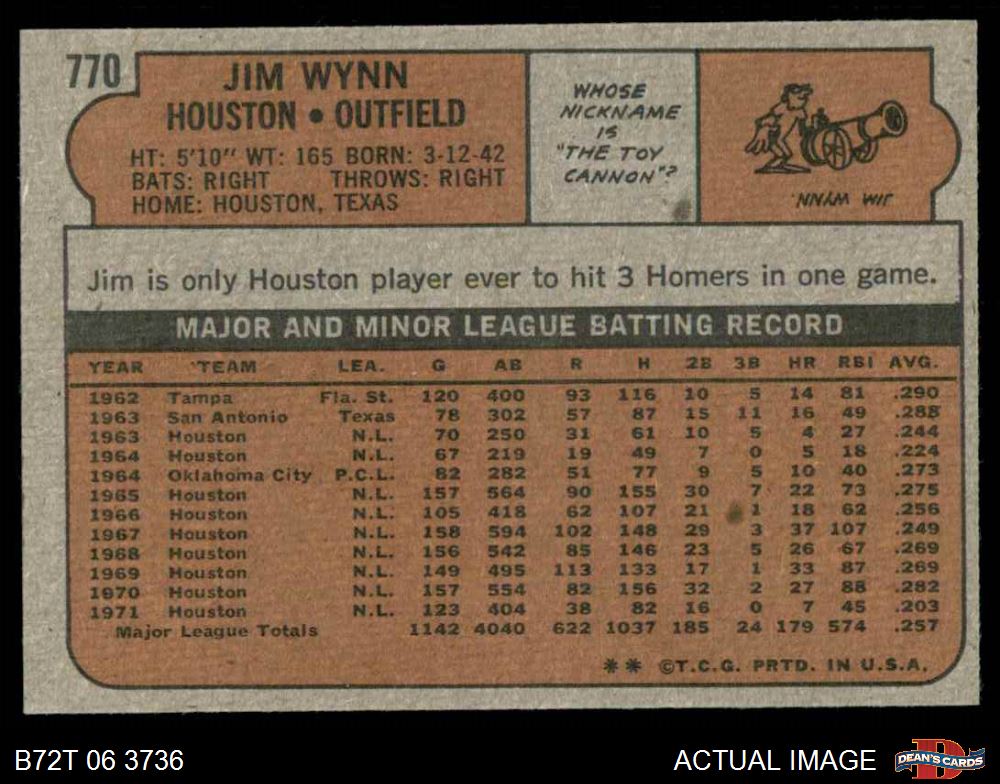 770
JIM WYNN
HOUSTON • OUTFIELD
HT: 5'10" WT: 165 BORN: 3-12-42
BATS: RIGHT THROWS: RIGHT
HOME: HOUSTON, TEXAS
WHOSE
NICKNAME
IS
"THE TOY
CANNON"?
JIM WYNN
Jim is only Houston player ever to hit 3 Homers in one game.
MAJOR AND MINOR LEAGUE BATTING RECORD
YEAR TEAM LEA. G AB R H 2B 3B HR RBI AVG.
1962 Tampa Fla. St. 120 400 93 116 10 5 14 81 .290
1963 San Antonio Texas 78 302 57 87 15 11 16 49 .288
1963 Houston N.L. 70 250 31 61 10 5 4 27 .244
1964 Houston N.L. 67 219 19 49 7 0 5 18 .224
1964 Oklahoma City P.C.L. 82 282 51 77 9 5 10 40 .273
1965 Houston N.L. 157 564 90 155 30 7 22 73 .275
1966 Houston N.L. 105 418 62 107 21 1 18 62 .256
1967 Houston N.L. 158 594 102 148 29 3 37 107 .249
1968 Houston N.L. 156 542 85 146 23 5 26 67 .269
1969 Houston N.L. 149 495 113 133 17 1 33 87 .269
1970 Houston N.L. 157 554 82 156 32 2 27 88 .282
1971 Houston N.L. 123 404 38 82 16 0 7 45 .203
Major League Totals 1142 4040 622 1037 185 24 179 574 .257
** ©T.C.G. PRTD. IN U.S.A.
B72T 06 3736
ACTUAL IMAGE
D
DEAN'S CARDS